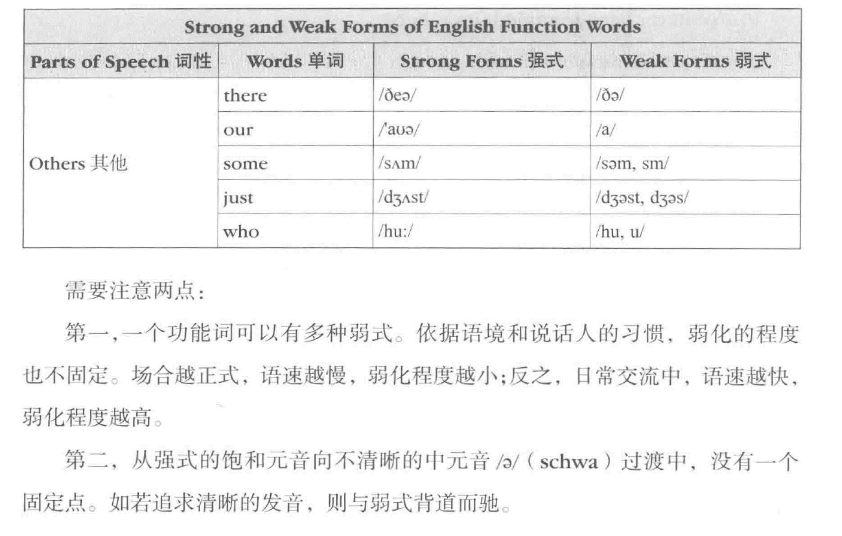 Strong and Weak Forms of English Function Words
Parts of Speech 词性 Words 单词 Strong Forms 强式 Weak Forms 弱式
Others 其他
there /ðeə/ /ðə/
our /ˈaʊə/ /a/
some /sʌm/ /səm, sm/
just /dʒʌst/ /dʒəst, dʒəs/
who /hu:/ /hu, u/
需要注意两点：
第一,一个功能词可以有多种弱式。依据语境和说话人的习惯，弱化的程度
也不固定。场合越正式，语速越慢，弱化程度越小;反之，日常交流中，语速越快，
弱化程度越高。
第二，从强式的饱和元音向不清晰的中元音 /ə/（schwa）过渡中，没有一个
固定点。如若追求清晰的发音，则与弱式背道而驰。